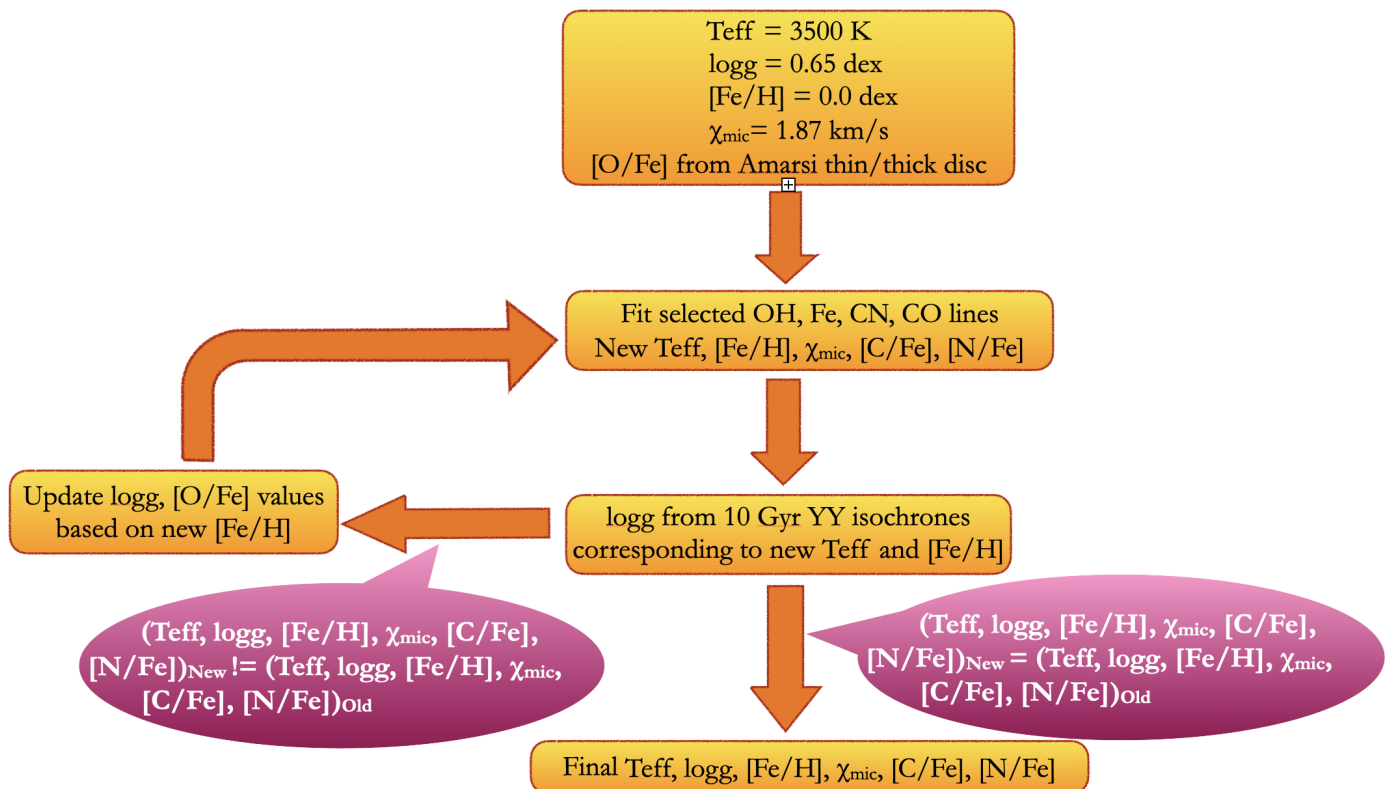 Teff = 3500 K
logg = 0.65 dex
[Fe/H] = 0.0 dex
χmic= 1.87 km/s
[O/Fe] from Amarsi thin/thick disc
Fit selected OH, Fe, CN, CO lines
New Teff, [Fe/H], χmic, [C/Fe], [N/Fe]
Update logg, [O/Fe] values
based on new [Fe/H]
logg from 10 Gyr YY isochrones
corresponding to new Teff and [Fe/H]
(Teff, logg, [Fe/H], χmic, [C/Fe],
[N/Fe])New != (Teff, logg, [Fe/H], χmic,
[C/Fe], [N/Fe])Old
(Teff, logg, [Fe/H], χmic, [C/Fe],
[N/Fe])New = (Teff, logg, [Fe/H], χmic,
[C/Fe], [N/Fe])Old
Final Teff, logg, [Fe/H], χmic, [C/Fe], [N/Fe]